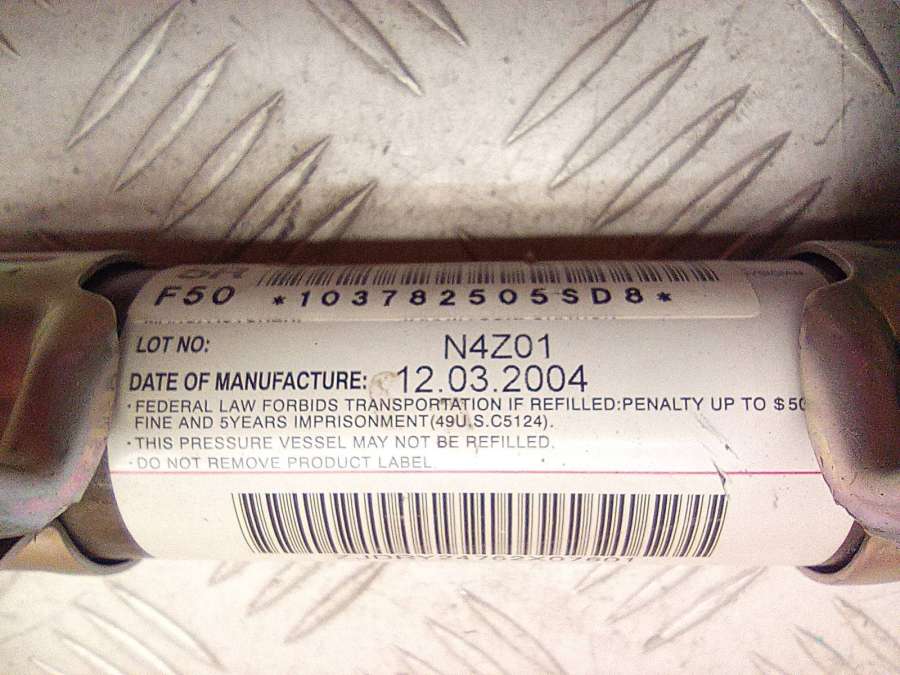 5R
F50 *103782505SD8*
LOT NO: N4Z01
DATE OF MANUFACTURE: 12.03.2004
·FEDERAL LAW FORBIDS TRANSPORTATION IF REFILLED:PENALTY UP TO $50
FINE AND 5YEARS IMPRISONMENT(49U.S.C5124).
·THIS PRESSURE VESSEL MAY NOT BE REFILLED.
·DO NOT REMOVE PRODUCT LABEL